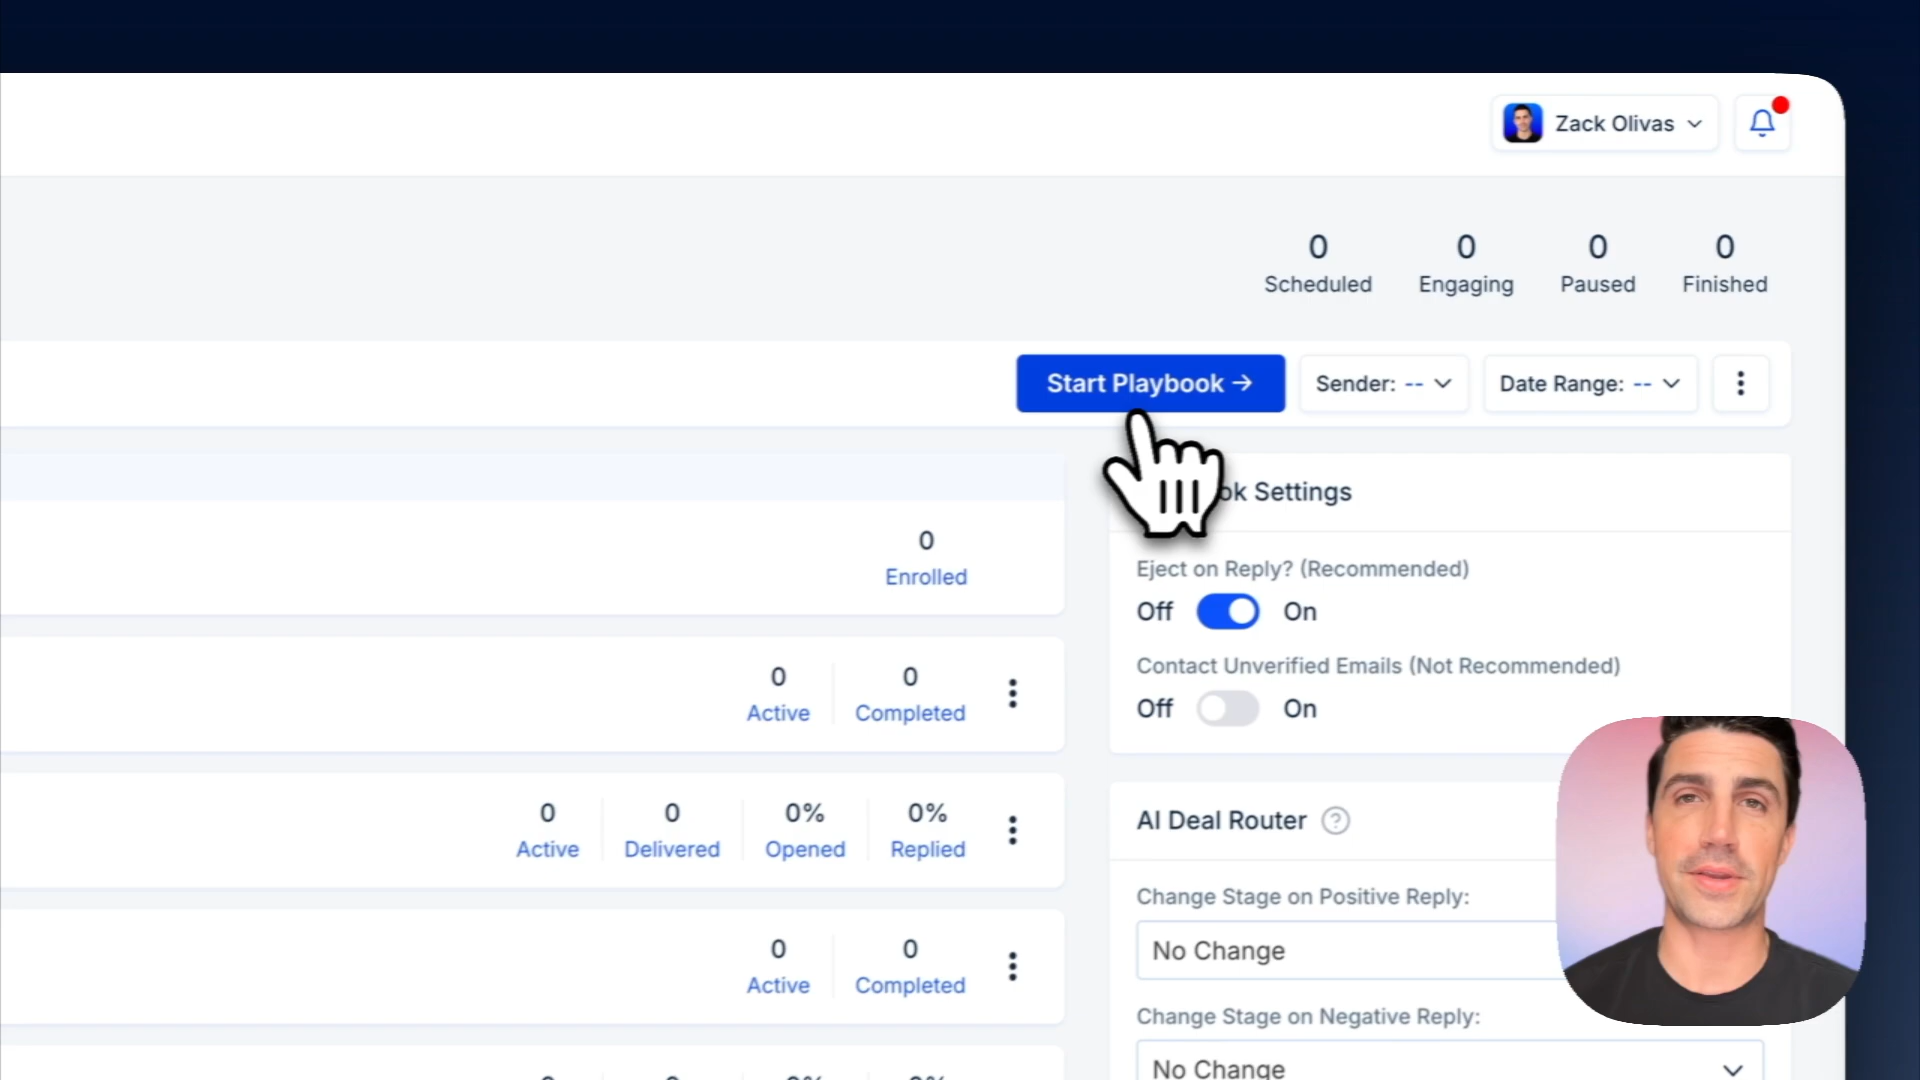 Zack Olivas
0
Scheduled
0
Engaging
0
Paused
0
Finished
Start Playbook →
Sender: --
Date Range: --
ok Settings
0
Enrolled
Eject on Reply? (Recommended)
Off On
Contact Unverified Emails (Not Recommended)
Off On
0
Active
0
Completed
0
Active
0
Delivered
0%
Opened
0%
Replied
AI Deal Router ?
Change Stage on Positive Reply:
No Change
0
Active
0
Completed
Change Stage on Negative Reply:
No Change